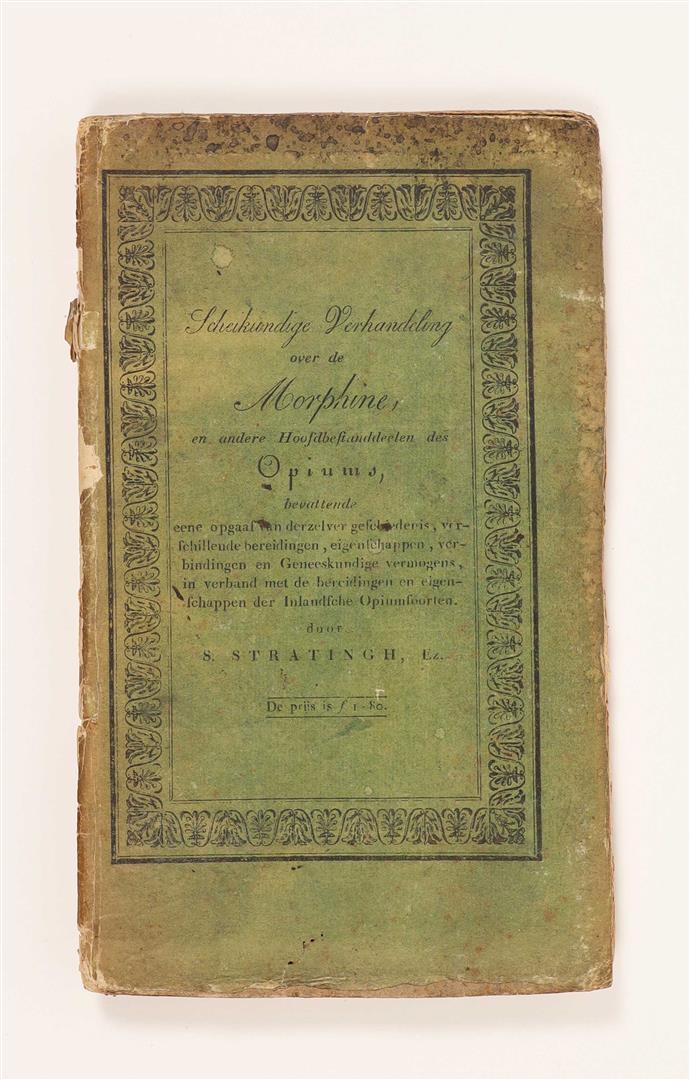 Scheikundige Verhandeling
over de
Morphine,
en andere Hoofdbeſtanddeelen des
Opiums,
bevattende
eene opgaaf van derzelver geſchiedenis, ver-
ſchillende bereidingen, eigenſchappen, ver-
bindingen en Geneeskundige vermogens,
in verband met de bereidingen en eigen-
ſchappen der Inlandſche Opiumſoorten.
door
S. STRATINGH, Ez.
De prijs is ƒ 1-80.